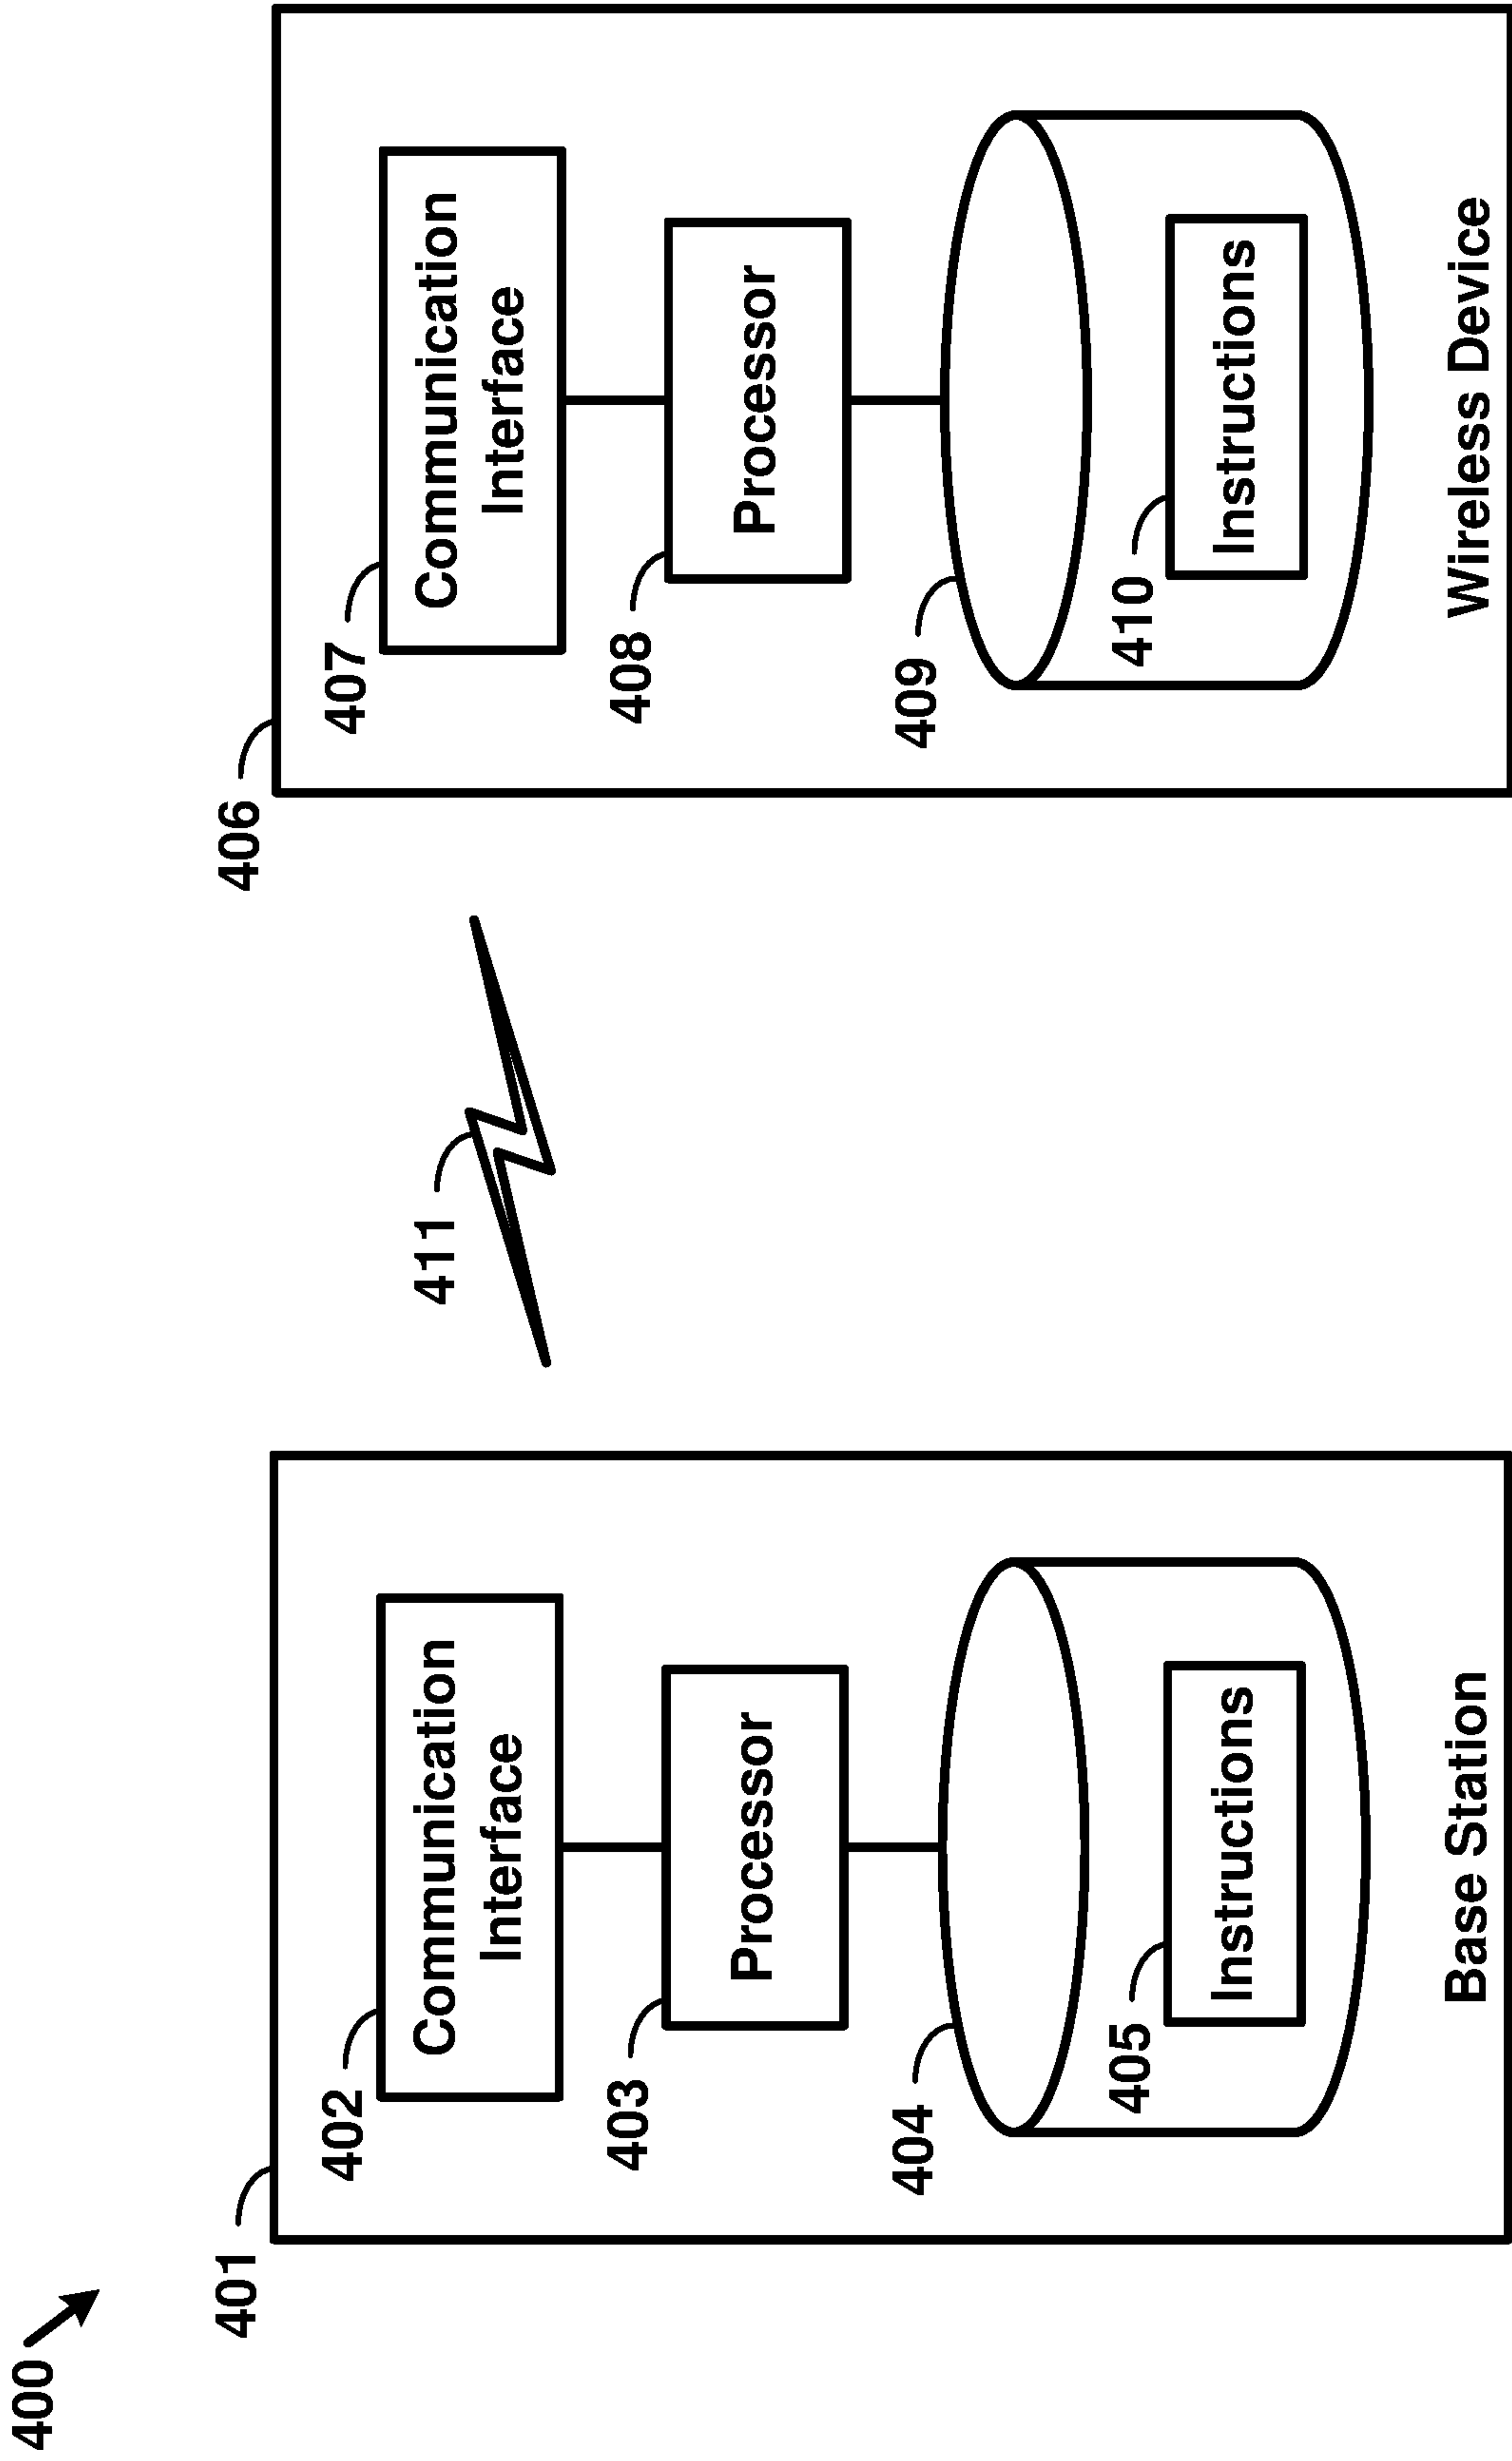 400
401
402
Communication
Interface
403
Processor
404
405
Instructions
Base Station
411
406
407
Communication
Interface
408
Processor
409
410
Instructions
Wireless Device